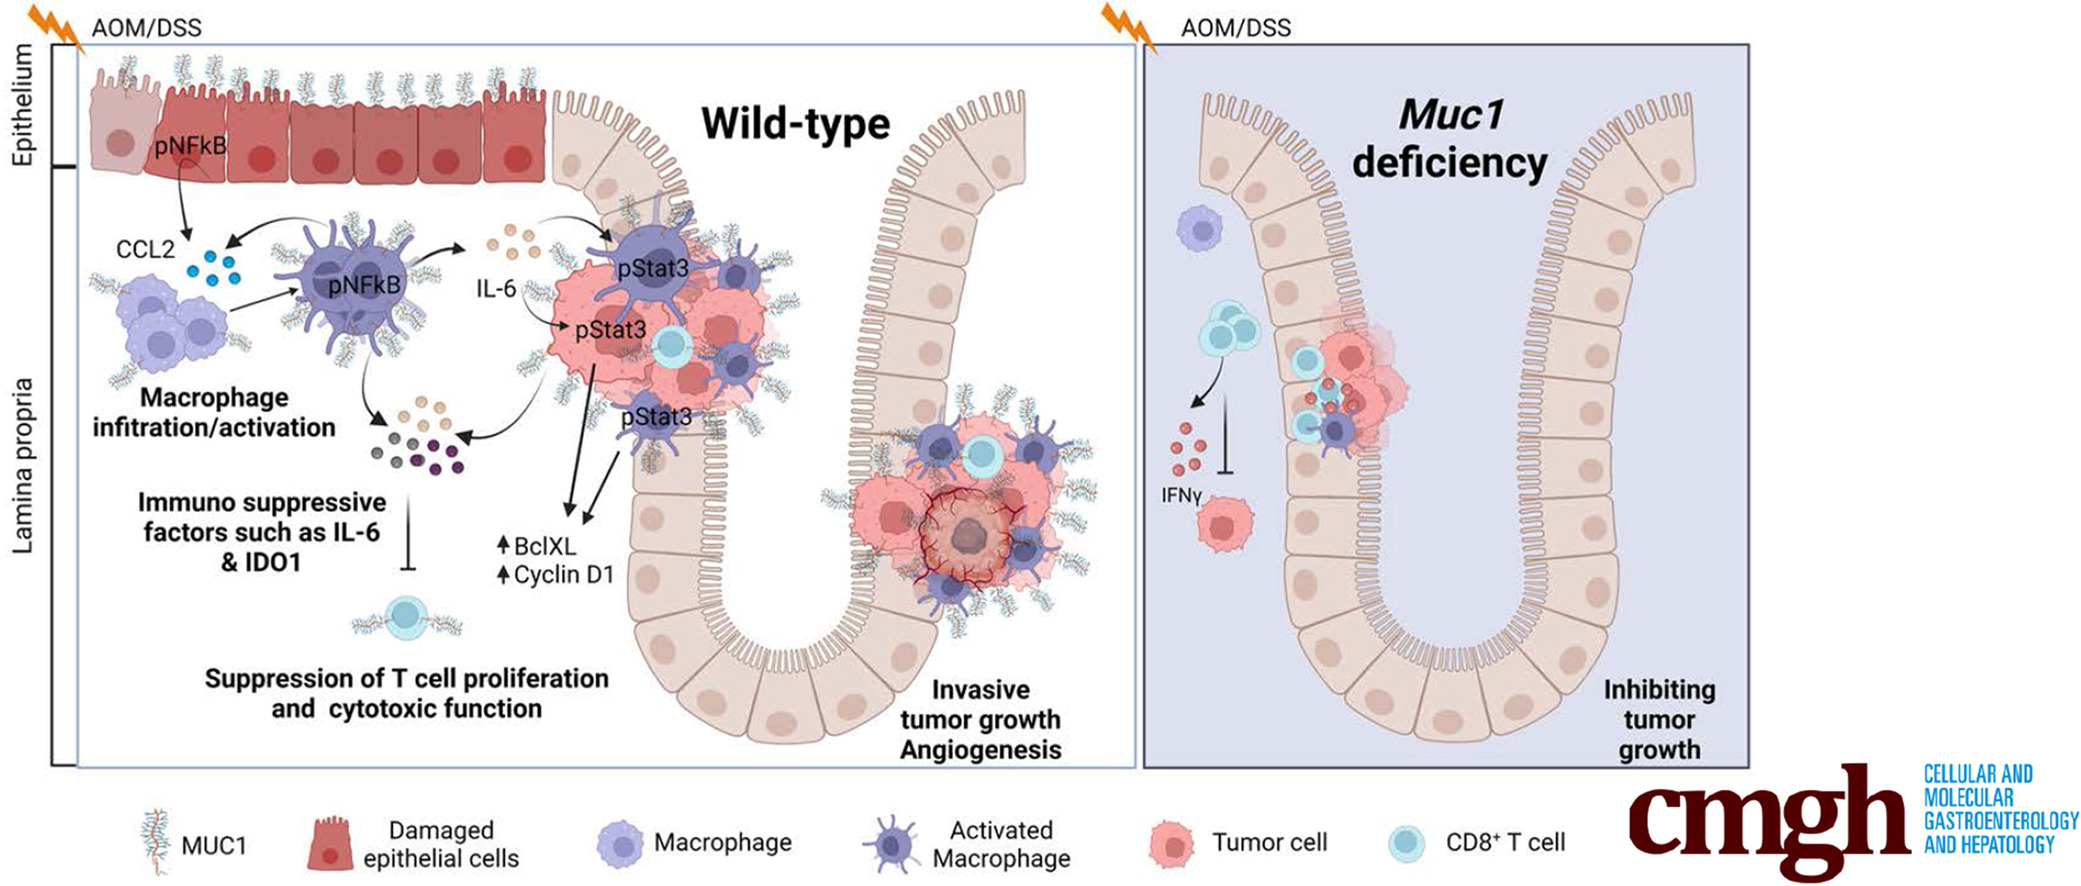 AOM/DSS
AOM/DSS
Epithelium
Lamina propria
Wild-type
pNFkB
CCL2
pNFkB
IL-6
pStat3
pStat3
pStat3
Macrophage
infitration/activation
Immuno suppressive
factors such as IL-6
& IDO1
BclXL
Cyclin D1
Suppression of T cell proliferation
and cytotoxic function
Invasive
tumor growth
Angiogenesis
Muc1
deficiency
IFNγ
Inhibiting
tumor
growth
MUC1
Damaged
epithelial cells
Macrophage
Activated
Macrophage
Tumor cell
CD8⁺ T cell
cmgh
CELLULAR AND
MOLECULAR
GASTROENTEROLOGY
AND HEPATOLOGY